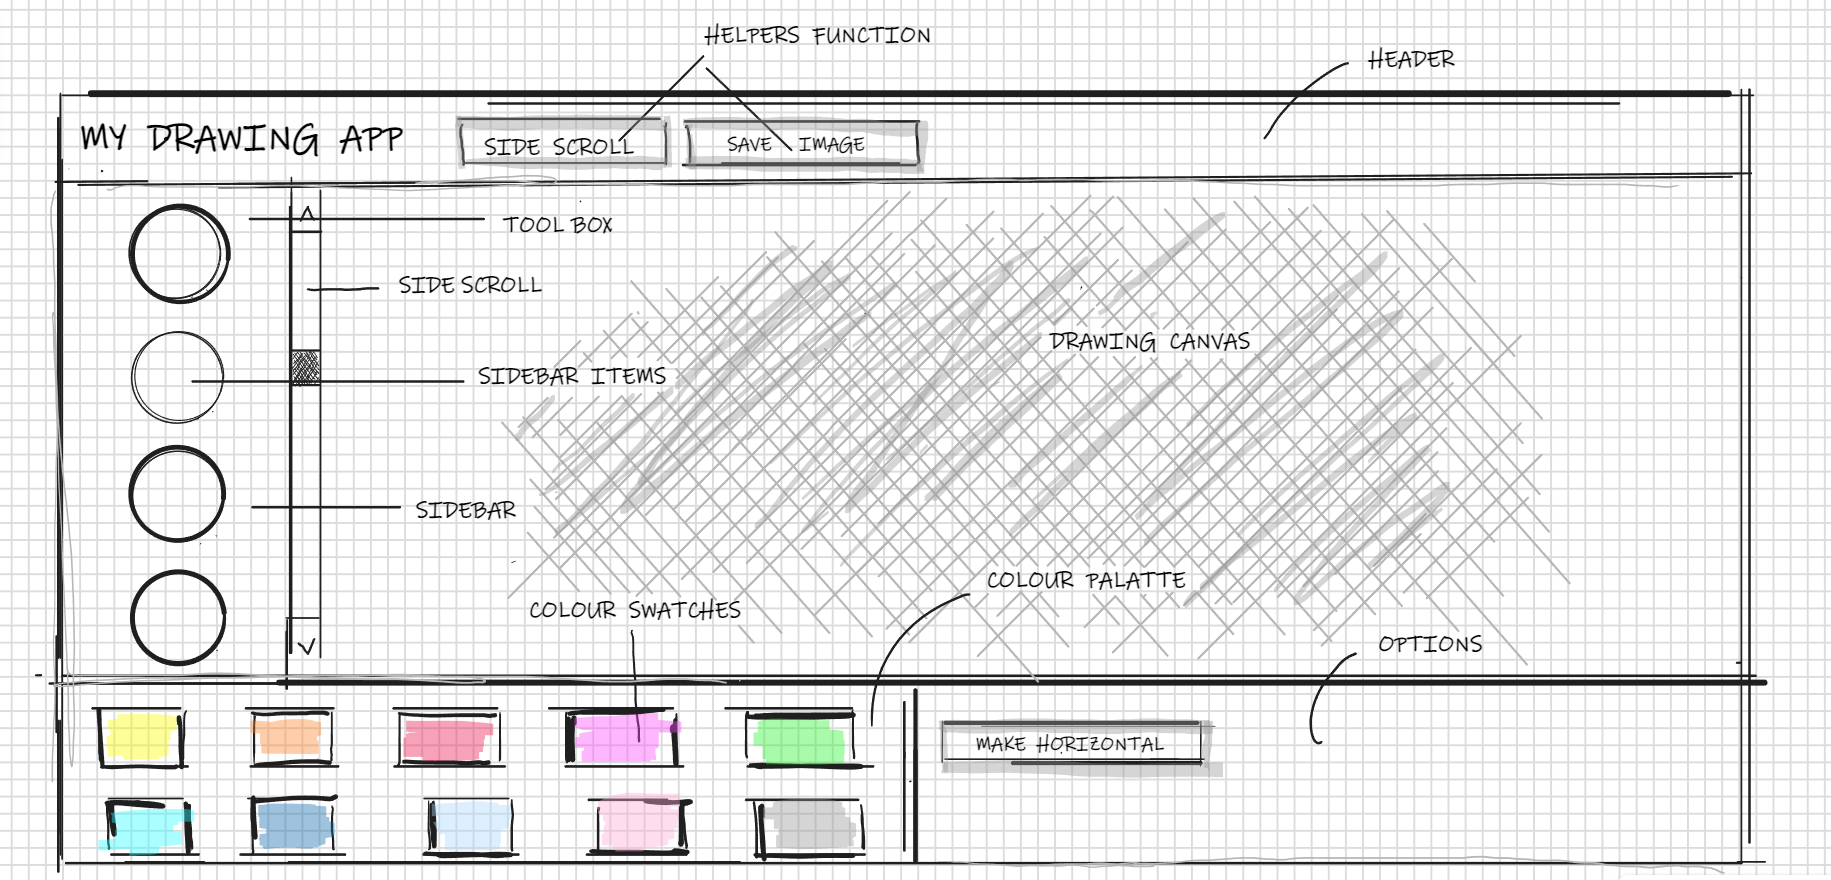 HELPERS FUNCTION
HEADER
MY DRAWING APP
SIDE SCROLL
SAVE IMAGE
TOOL BOX
SIDE SCROLL
DRAWING CANVAS
SIDEBAR ITEMS
SIDEBAR
COLOUR PALATTE
COLOUR SWATCHES
OPTIONS
MAKE HORIZONTAL